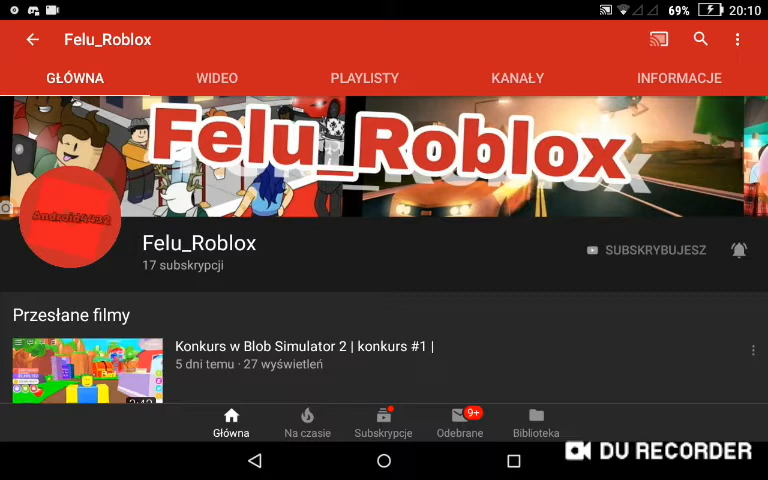 69% 20:10
Felu_Roblox
GŁÓWNA WIDEO PLAYLISTY KANAŁY INFORMACJE
Felu_Roblox
Android4432
Felu_Roblox
17 subskrypcji
SUBSKRYBUJESZ
Przesłane filmy
Konkurs w Blob Simulator 2 | konkurs #1 |
5 dni temu · 27 wyświetleń
9+
Główna Na czasie Subskrypcje Odebrane Biblioteka
DU RECORDER